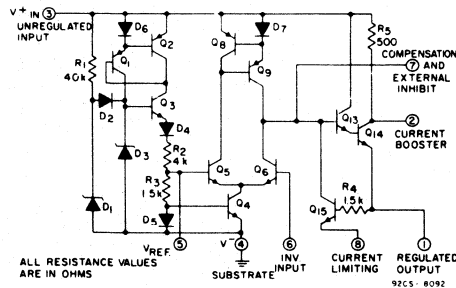 V+ IN ③
UNREGULATED
INPUT
D6
Q2
Q1
R1
40k
D2
Q3
D4
D3
R2
4k
R3
1.5k
D1
D5
Q8
D7
Q9
Q5
Q6
Q4
R5
500
COMPENSATION
⑦ AND
EXTERNAL
INHIBIT
Q13
Q14
②
CURRENT
BOOSTER
R4
1.5k
Q15
⑤
VREF.
V- ④
SUBSTRATE
⑥
INV
INPUT
⑧
CURRENT
LIMITING
①
REGULATED
OUTPUT
ALL RESISTANCE VALUES
ARE IN OHMS
92CS-8092